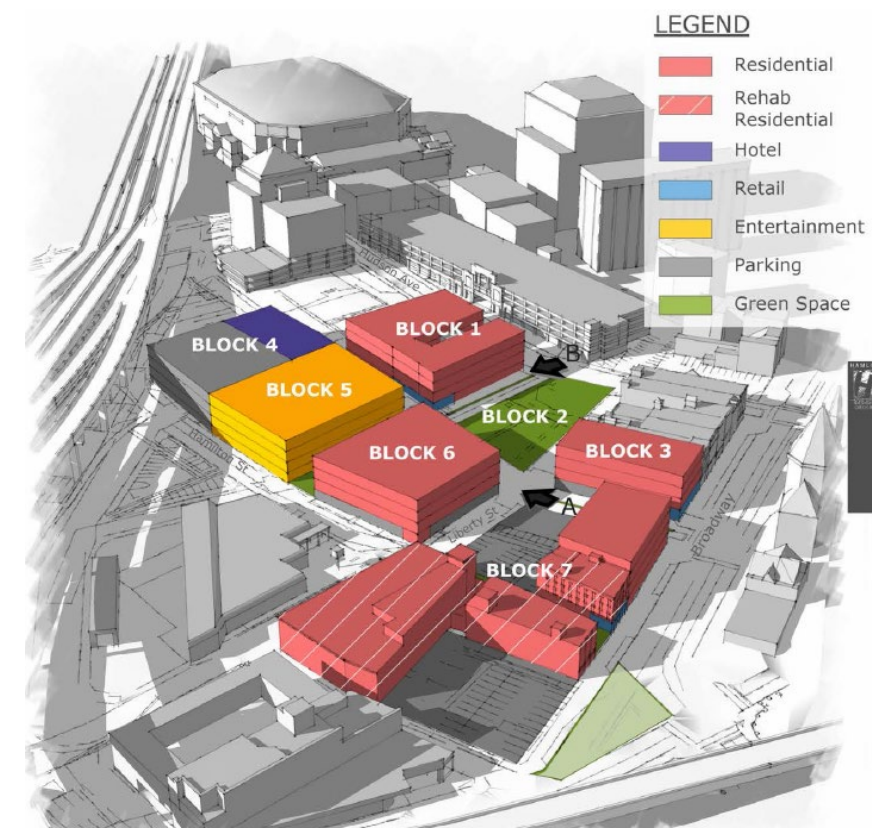 LEGEND
Residential
Rehab
Residential
Hotel
Retail
Entertainment
Parking
Green Space
Hudson Ave
BLOCK 1
BLOCK 4
B
BLOCK 5
BLOCK 2
BLOCK 6
BLOCK 3
Hamilton St
A
Liberty St
Broadway
BLOCK 7